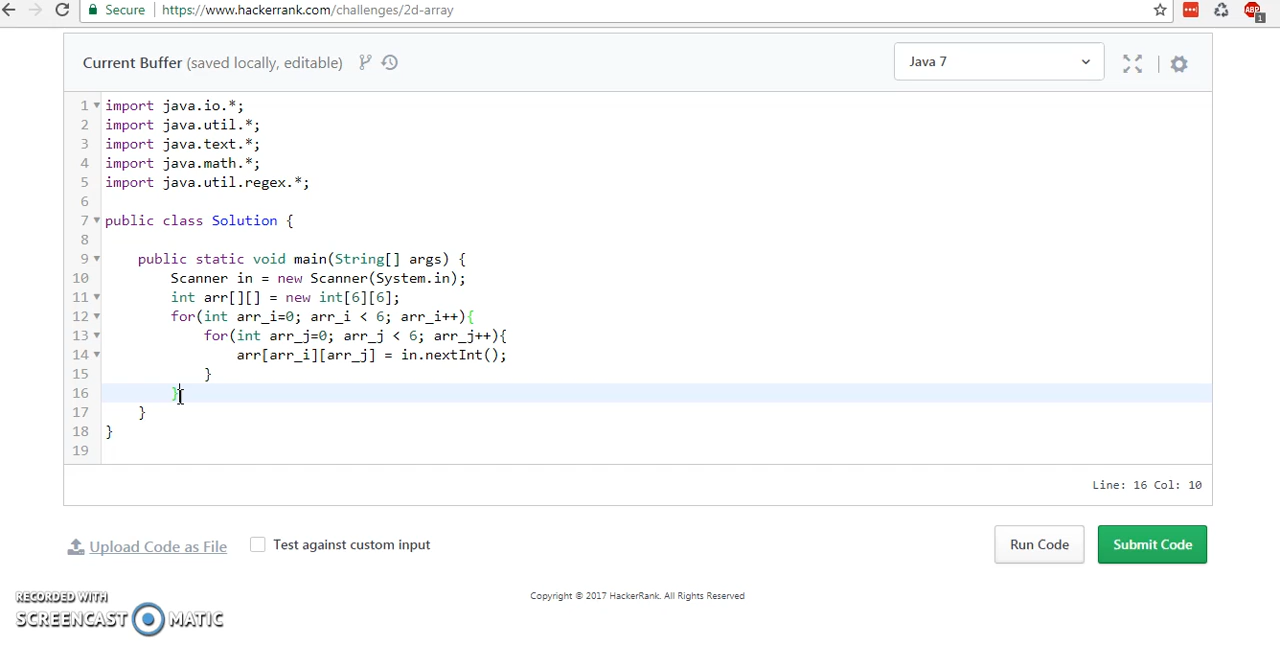 Secure https://www.hackerrank.com/challenges/2d-array
ABP
1
Current Buffer (saved locally, editable)
Java 7
1 import java.io.*;
2 import java.util.*;
3 import java.text.*;
4 import java.math.*;
5 import java.util.regex.*;
6
7 public class Solution {
8
9     public static void main(String[] args) {
10         Scanner in = new Scanner(System.in);
11         int arr[][] = new int[6][6];
12         for(int arr_i=0; arr_i < 6; arr_i++){
13             for(int arr_j=0; arr_j < 6; arr_j++){
14                 arr[arr_i][arr_j] = in.nextInt();
15             }
16         }
17     }
18 }
19
Line: 16 Col: 10
Upload Code as File
Test against custom input
Run Code
Submit Code
Copyright © 2017 HackerRank. All Rights Reserved
RECORDED WITH
SCREENCAST MATIC